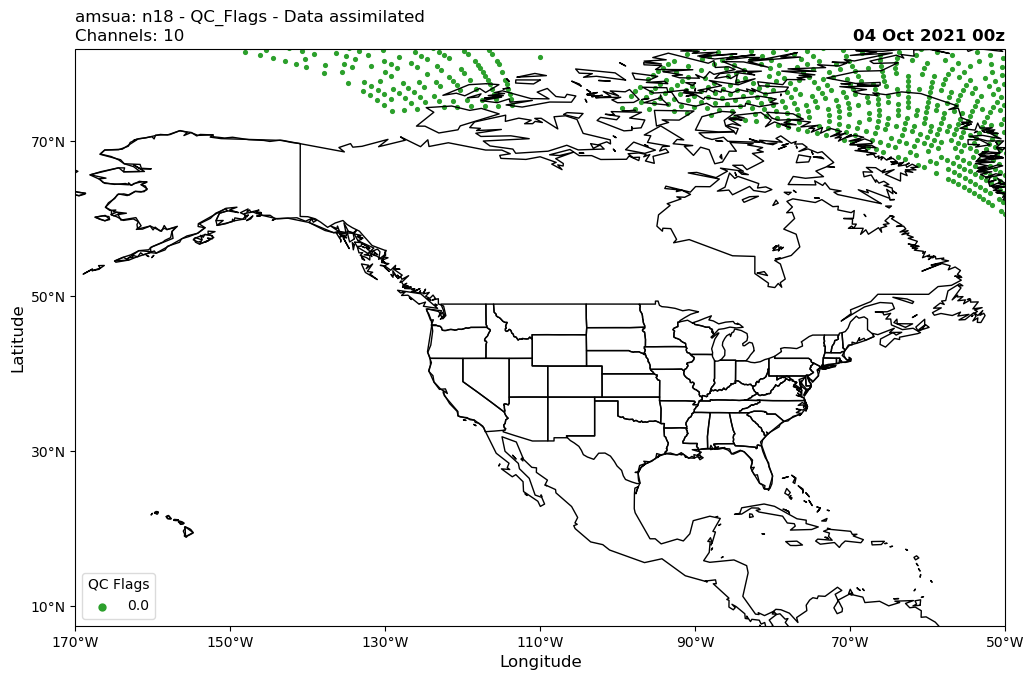 amsua: n18 - QC_Flags - Data assimilated
Channels: 10
04 Oct 2021 00z
70°N
50°N
30°N
10°N
Latitude
QC Flags
0.0
170°W
150°W
130°W
110°W
90°W
70°W
50°W
Longitude